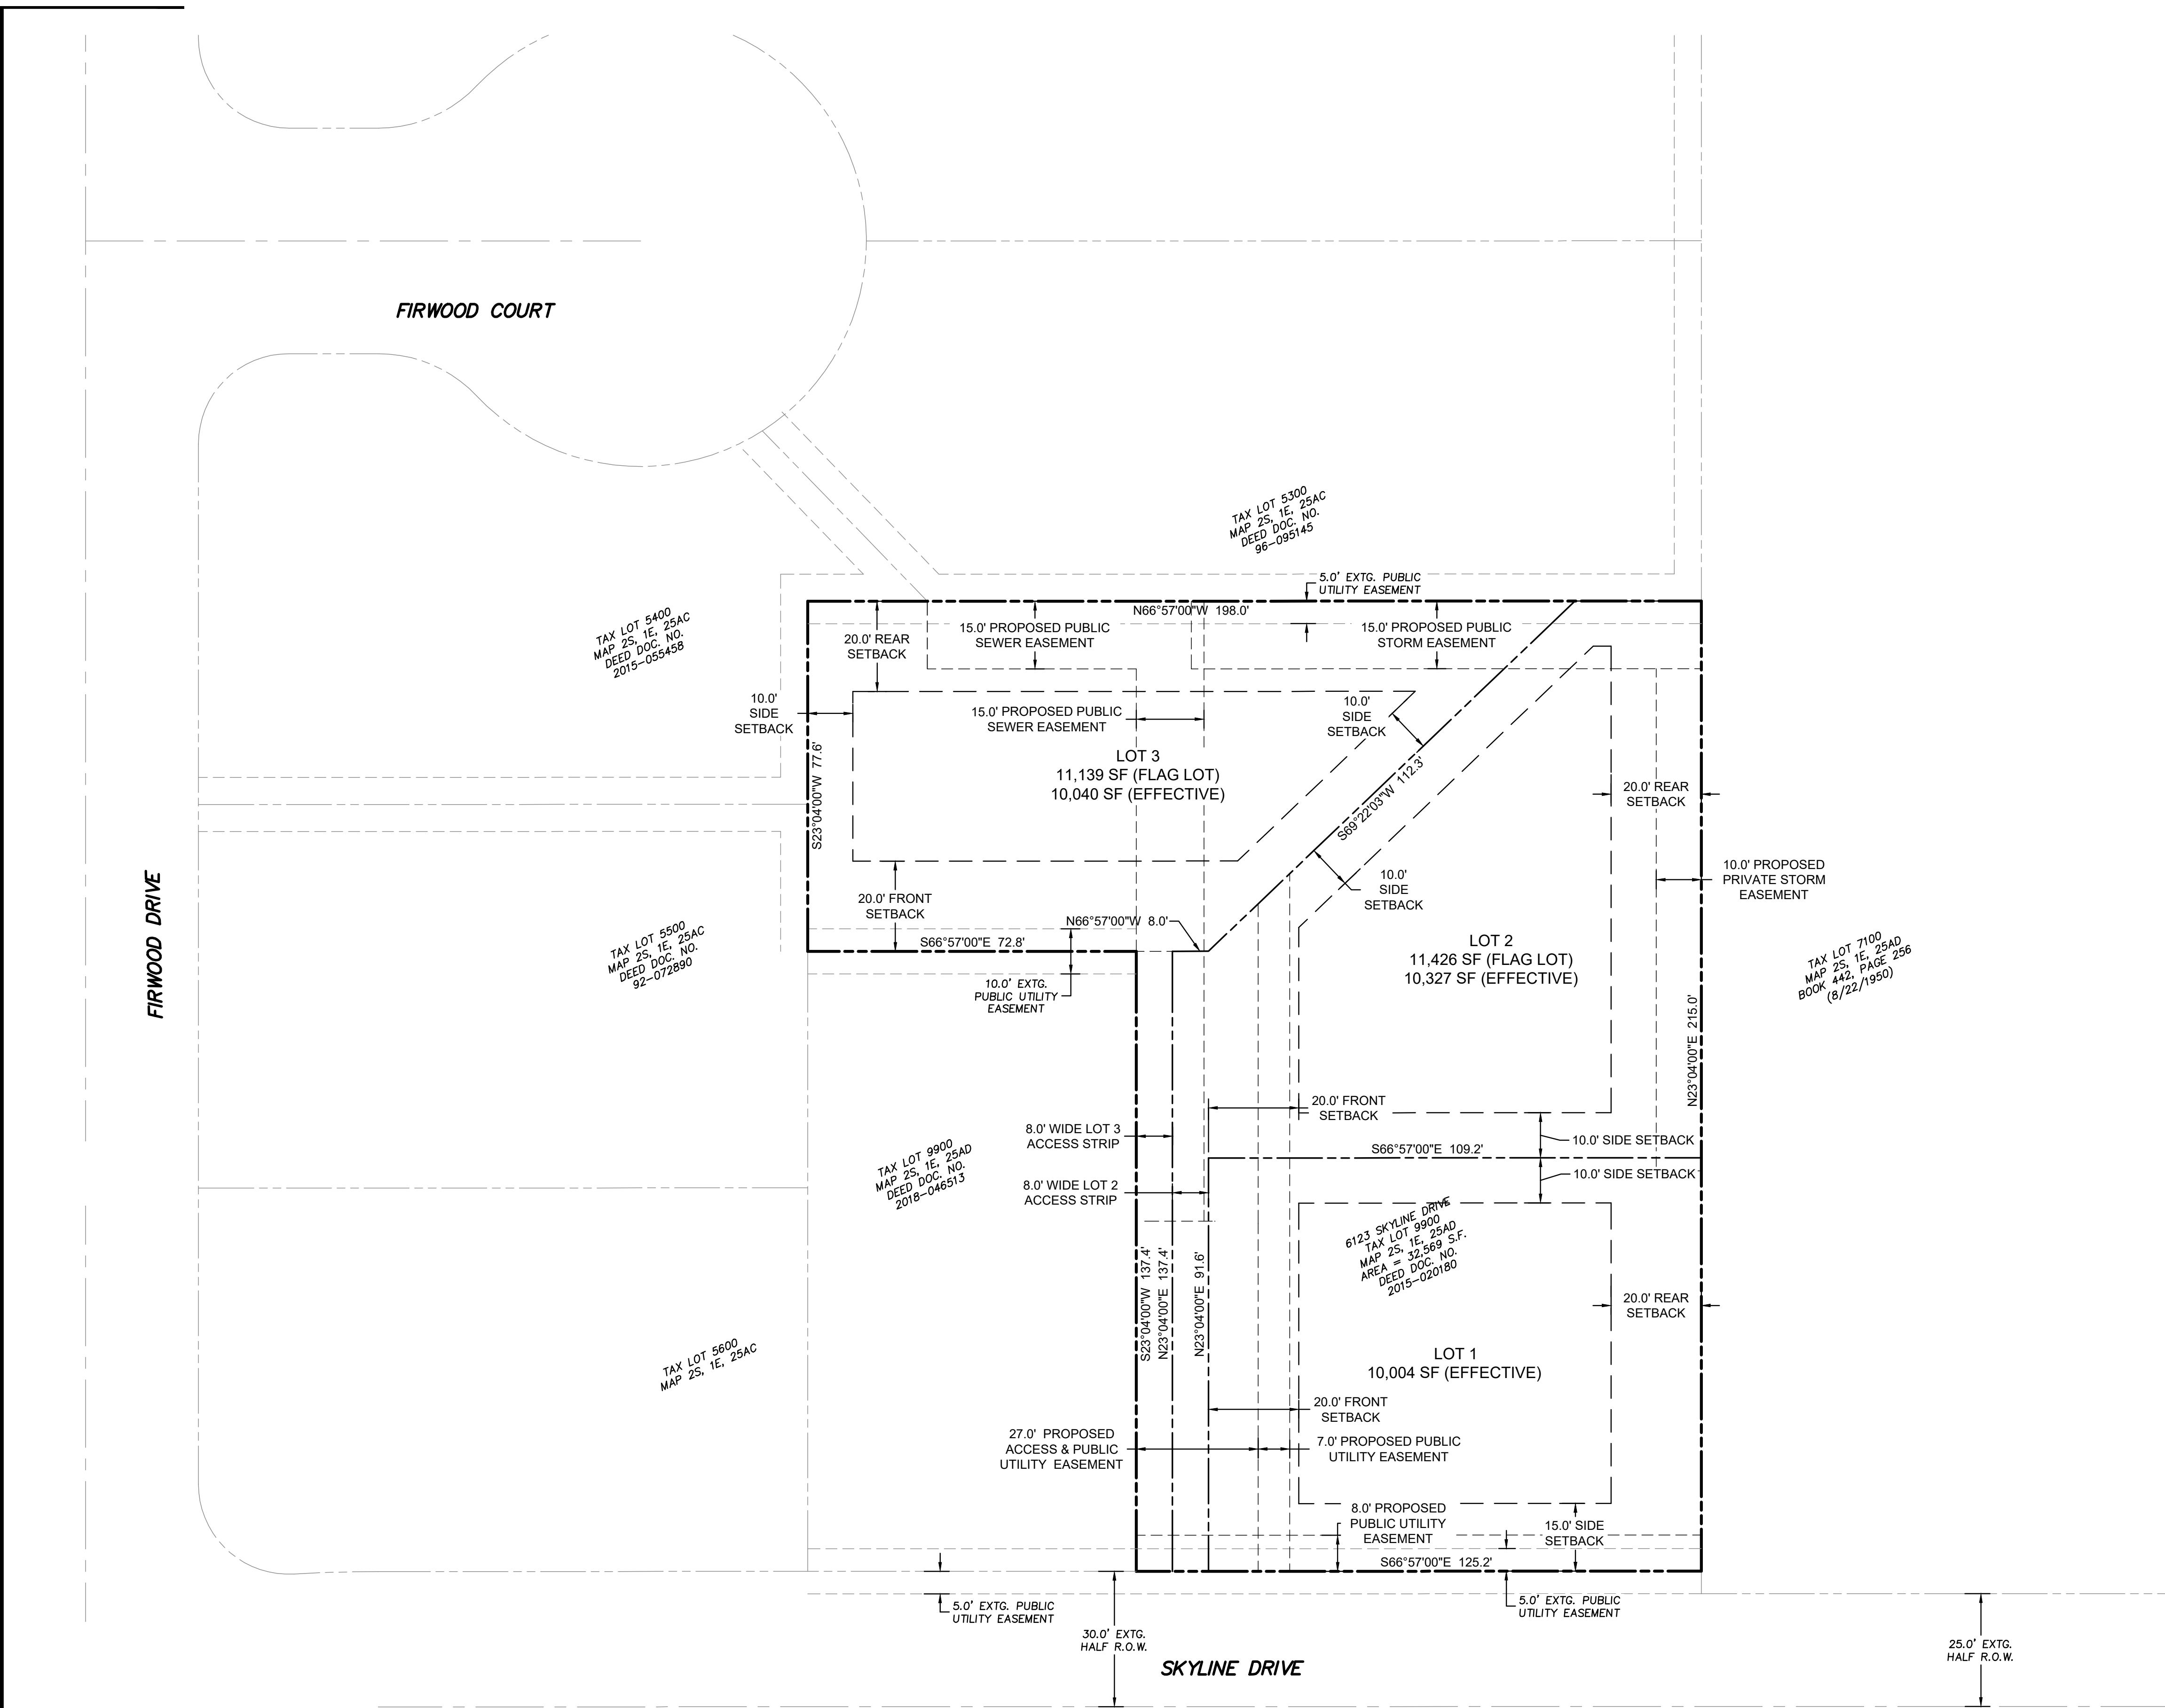 FIRWOOD COURT
TAX LOT 5300
MAP 2S, 1E, 25AC
DEED DOC. NO.
96-095145
5.0' EXTG. PUBLIC
UTILITY EASEMENT
N66°57'00"W 198.0'
TAX LOT 5400
MAP 2S, 1E, 25AC
DEED DOC. NO.
2015-055458
20.0' REAR
SETBACK
15.0' PROPOSED PUBLIC
SEWER EASEMENT
15.0' PROPOSED PUBLIC
STORM EASEMENT
10.0'
SIDE
SETBACK
15.0' PROPOSED PUBLIC
SEWER EASEMENT
10.0'
SIDE
SETBACK
S23°04'00"W 77.6'
LOT 3
11,139 SF (FLAG LOT)
10,040 SF (EFFECTIVE)
S69°22'03"W 112.3'
20.0' REAR
SETBACK
10.0' PROPOSED
PRIVATE STORM
EASEMENT
20.0' FRONT
SETBACK
10.0'
SIDE
SETBACK
FIRWOOD DRIVE
TAX LOT 5500
MAP 2S, 1E, 25AC
DEED DOC. NO.
92-072890
N66°57'00"W 8.0'
S66°57'00"E 72.8'
10.0' EXTG.
PUBLIC UTILITY
EASEMENT
LOT 2
11,426 SF (FLAG LOT)
10,327 SF (EFFECTIVE)
N23°04'00"E 215.0'
TAX LOT 7100
MAP 2S, 1E, 25AD
BOOK 442, PAGE 256
(8/22/1950)
20.0' FRONT
SETBACK
8.0' WIDE LOT 3
ACCESS STRIP
10.0' SIDE SETBACK
S66°57'00"E 109.2'
TAX LOT 9900
MAP 2S, 1E, 25AD
DEED DOC. NO.
2018-046513
8.0' WIDE LOT 2
ACCESS STRIP
10.0' SIDE SETBACK
6123 SKYLINE DRIVE
TAX LOT 9900
MAP 2S, 1E, 25AD
AREA = 32,569 S.F.
DEED DOC. NO.
2015-020180
S23°04'00"W 137.4'
N23°04'00"E 137.4'
N23°04'00"E 91.6'
20.0' REAR
SETBACK
TAX LOT 5600
MAP 2S, 1E, 25AC
LOT 1
10,004 SF (EFFECTIVE)
20.0' FRONT
SETBACK
27.0' PROPOSED
ACCESS & PUBLIC
UTILITY EASEMENT
7.0' PROPOSED PUBLIC
UTILITY EASEMENT
8.0' PROPOSED
PUBLIC UTILITY
EASEMENT
15.0' SIDE
SETBACK
S66°57'00"E 125.2'
5.0' EXTG. PUBLIC
UTILITY EASEMENT
5.0' EXTG. PUBLIC
UTILITY EASEMENT
30.0' EXTG.
HALF R.O.W.
SKYLINE DRIVE
25.0' EXTG.
HALF R.O.W.